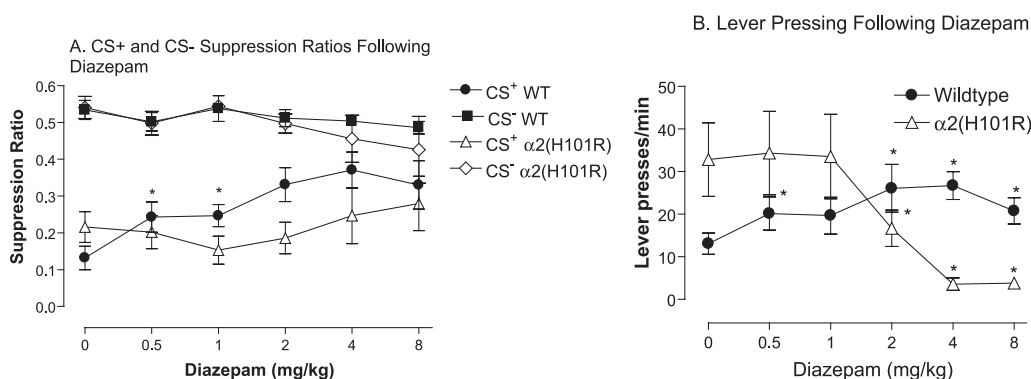 A. CS+ and CS- Suppression Ratios Following
Diazepam
0.6
0.5
0.4
0.3
0.2
0.1
0.0
Suppression Ratio
* *
0 0.5 1 2 4 8
Diazepam (mg/kg)
CS+ WT
CS- WT
CS+ α2(H101R)
CS- α2(H101R)
B. Lever Pressing Following Diazepam
50
40
30
20
10
0
Lever presses/min
Wildtype
α2(H101R)
* * * *
* * *
0 0.5 1 2 4 8
Diazepam (mg/kg)